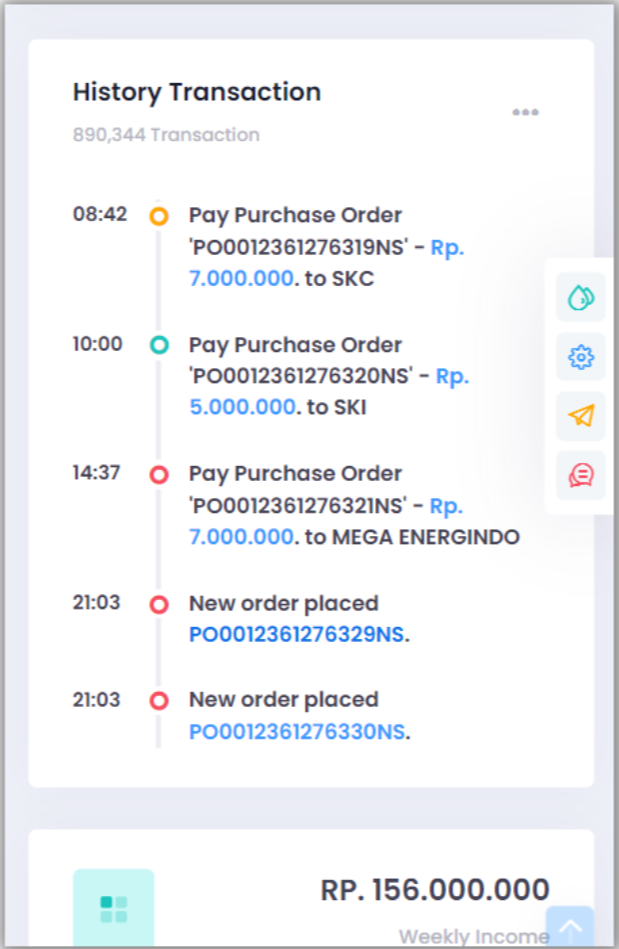 History Transaction
890,344 Transaction
08:42 Pay Purchase Order
'PO0012361276319NS' - Rp.
7.000.000. to SKC
10:00 Pay Purchase Order
'PO0012361276320NS' - Rp.
5.000.000. to SKI
14:37 Pay Purchase Order
'PO0012361276321NS' - Rp.
7.000.000. to MEGA ENERGINDO
21:03 New order placed
PO0012361276329NS.
21:03 New order placed
PO0012361276330NS.
RP. 156.000.000
Weekly Income